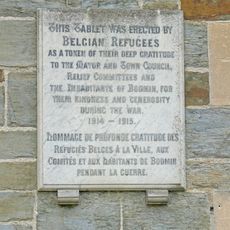 This Tablet was erected by
Belgian Refugees
as a token of their deep gratitude
to the Mayor and Town Council,
Relief Committees and
the Inhabitants of Bodmin, for
their kindness and generosity
during the war.
1914 - 1915.
Hommage de profonde gratitude des
Réfugiés Belges à la Ville, aux
Comités et aux habitants de Bodmin
pendant la guerre.